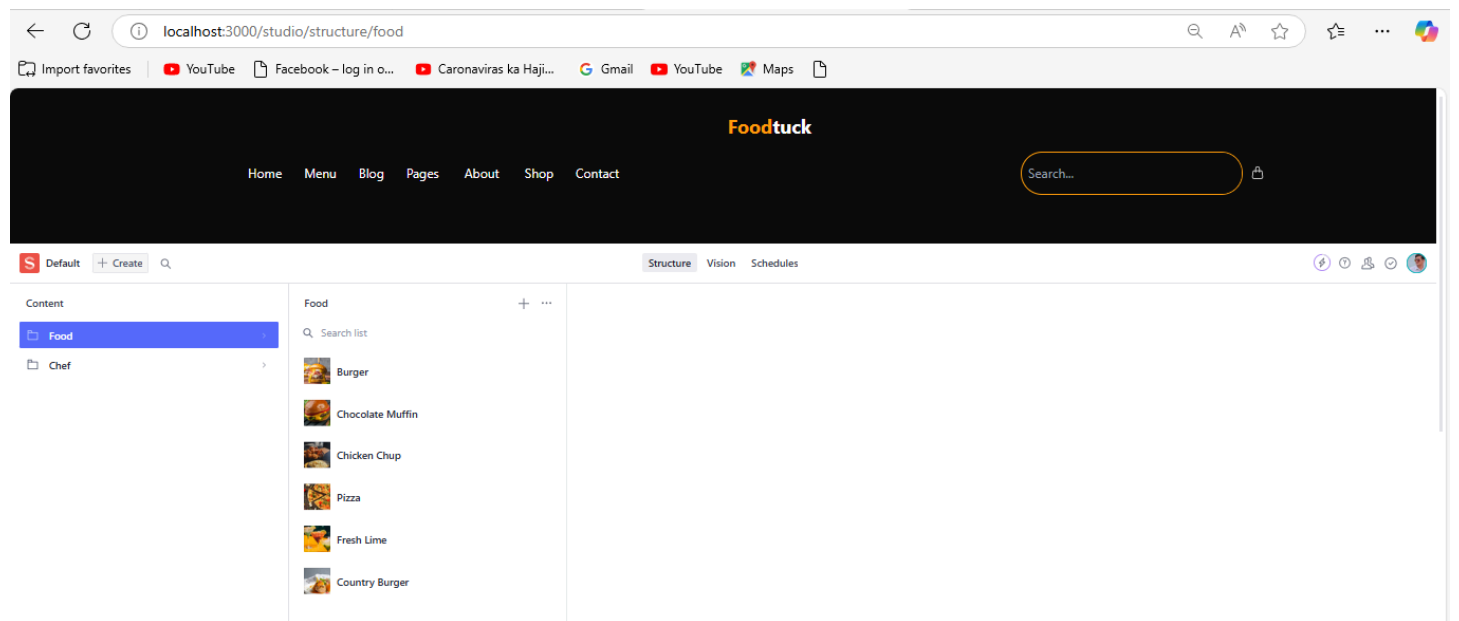 localhost:3000/studio/structure/food
Import favorites YouTube Facebook – log in o... Caronaviras ka Haji... Gmail YouTube Maps
Foodtuck
Home Menu Blog Pages About Shop Contact Search...
S Default + Create Structure Vision Schedules
Content Food
Food Search list
Chef
Burger
Chocolate Muffin
Chicken Chup
Pizza
Fresh Lime
Country Burger